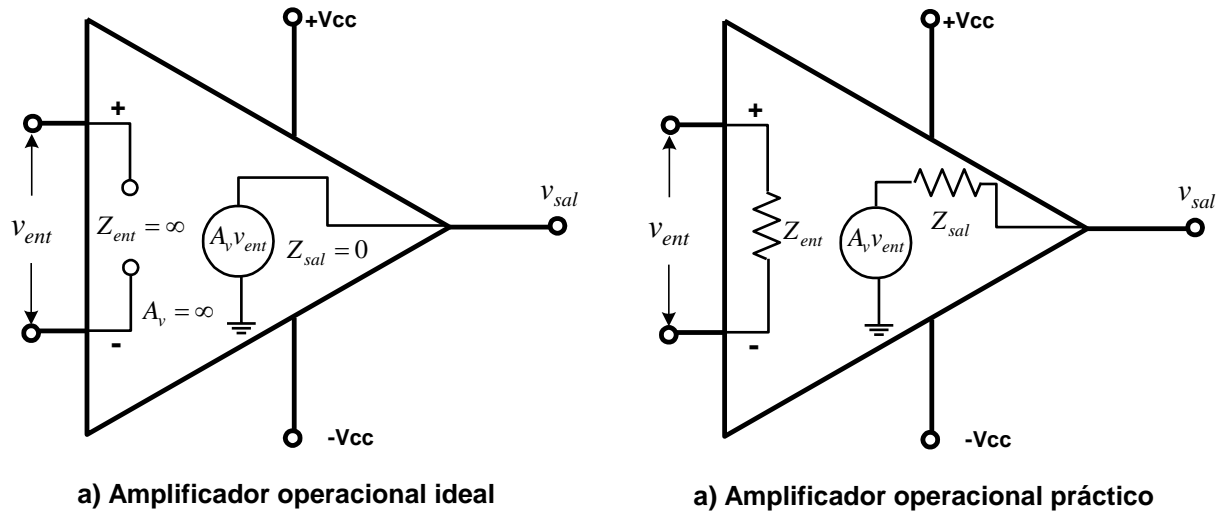 +Vcc
+
v_ent
Z_ent = ∞
A_v v_ent
Z_sal = 0
v_sal
A_v = ∞
-
-Vcc
a) Amplificador operacional ideal
+Vcc
+
v_ent
Z_ent
A_v v_ent
Z_sal
v_sal
-
-Vcc
a) Amplificador operacional práctico